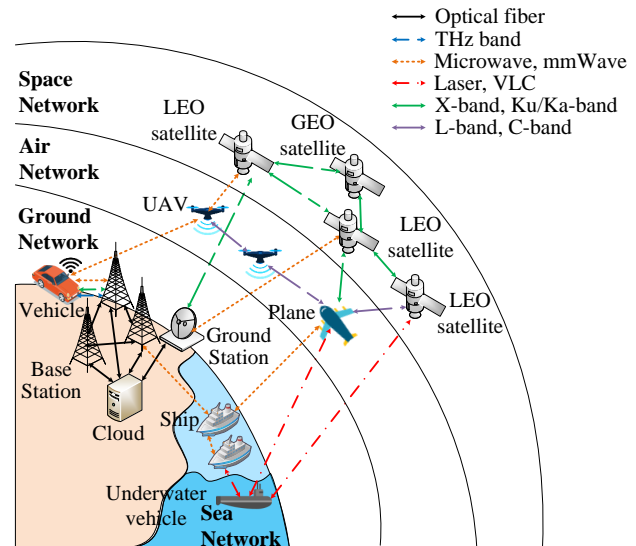 Optical fiber
THz band
Microwave, mmWave
Laser, VLC
X-band, Ku/Ka-band
L-band, C-band
Space
Network
LEO
satellite
GEO
satellite
Air
Network
UAV
Ground
Network
LEO
satellite
Vehicle
Plane
LEO
satellite
Ground
Station
Base
Station
Cloud
Ship
Underwater
vehicle
Sea
Network